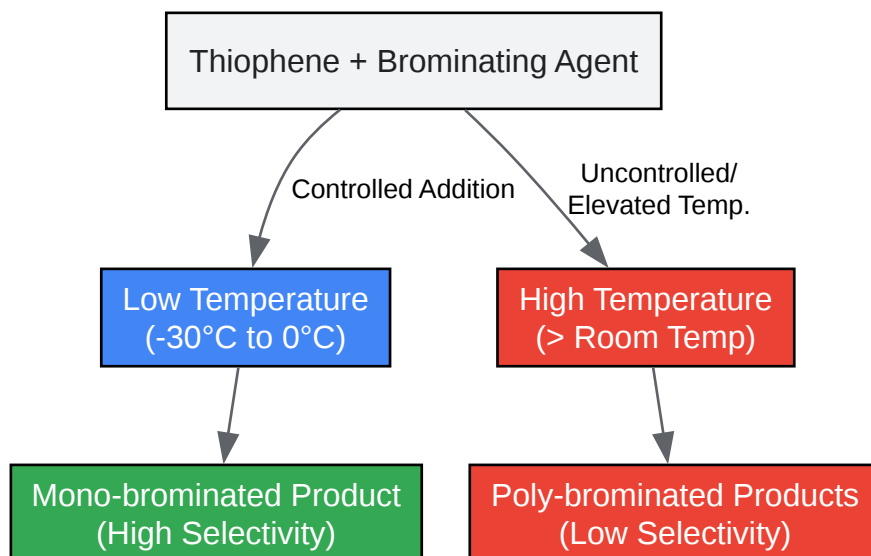 Thiophene + Brominating Agent
Controlled Addition
Uncontrolled/
Elevated Temp.
Low Temperature
(-30°C to 0°C)
High Temperature
(> Room Temp)
Mono-brominated Product
(High Selectivity)
Poly-brominated Products
(Low Selectivity)